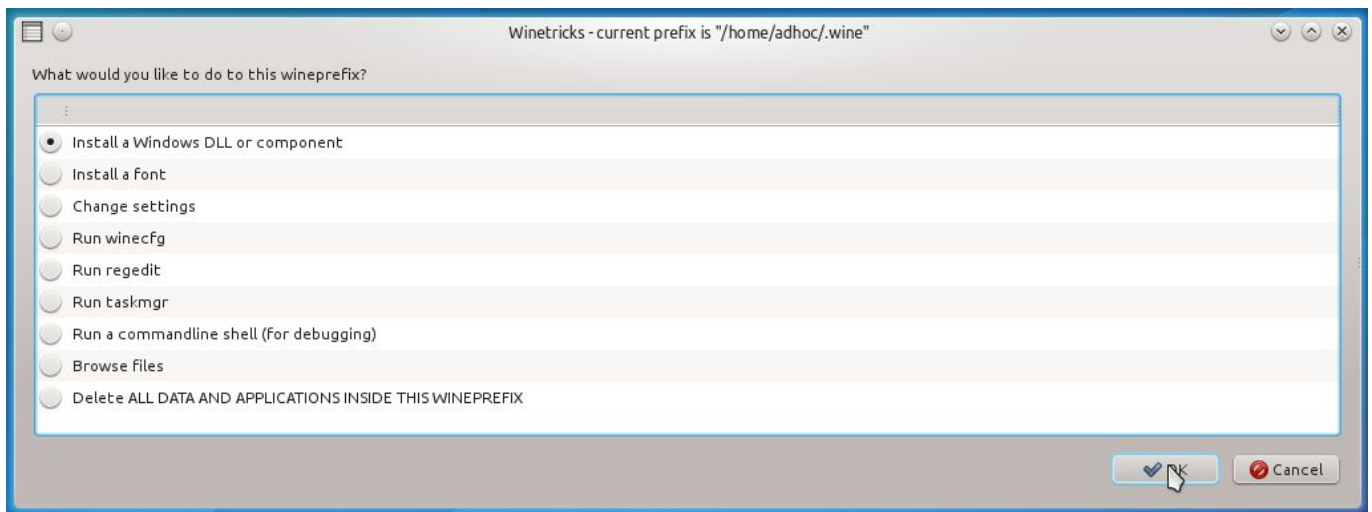 Winetricks - current prefix is "/home/adhoc/.wine"
What would you like to do to this wineprefix?
Install a Windows DLL or component
Install a font
Change settings
Run winecfg
Run regedit
Run taskmgr
Run a commandline shell (for debugging)
Browse files
Delete ALL DATA AND APPLICATIONS INSIDE THIS WINEPREFIX
OK Cancel